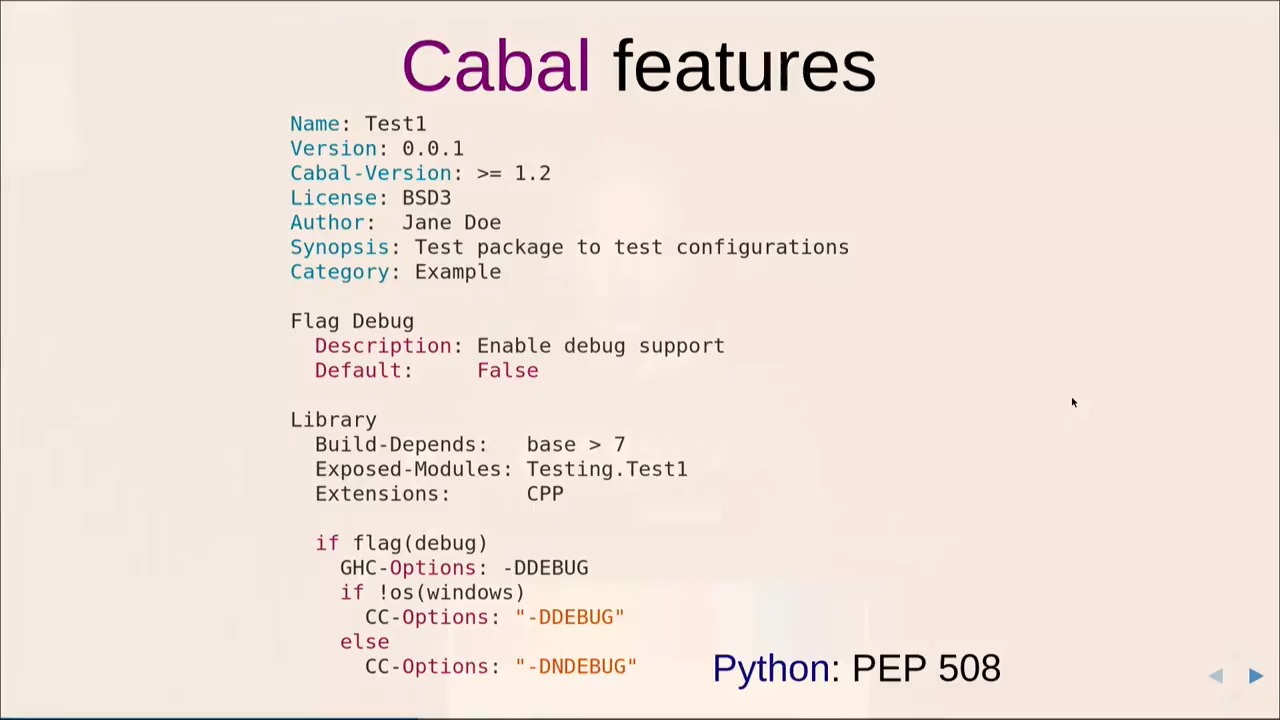 Cabal features
Name: Test1
Version: 0.0.1
Cabal-Version: >= 1.2
License: BSD3
Author:  Jane Doe
Synopsis: Test package to test configurations
Category: Example
Flag Debug
  Description: Enable debug support
  Default:     False
Library
  Build-Depends:   base > 7
  Exposed-Modules: Testing.Test1
  Extensions:      CPP
  if flag(debug)
    GHC-Options: -DDEBUG
    if !os(windows)
      CC-Options: "-DDEBUG"
    else
      CC-Options: "-DNDEBUG"
Python: PEP 508